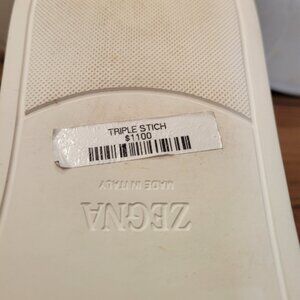 TRIPLE STICH
$1100
MADE IN ITALY
ZEGNA